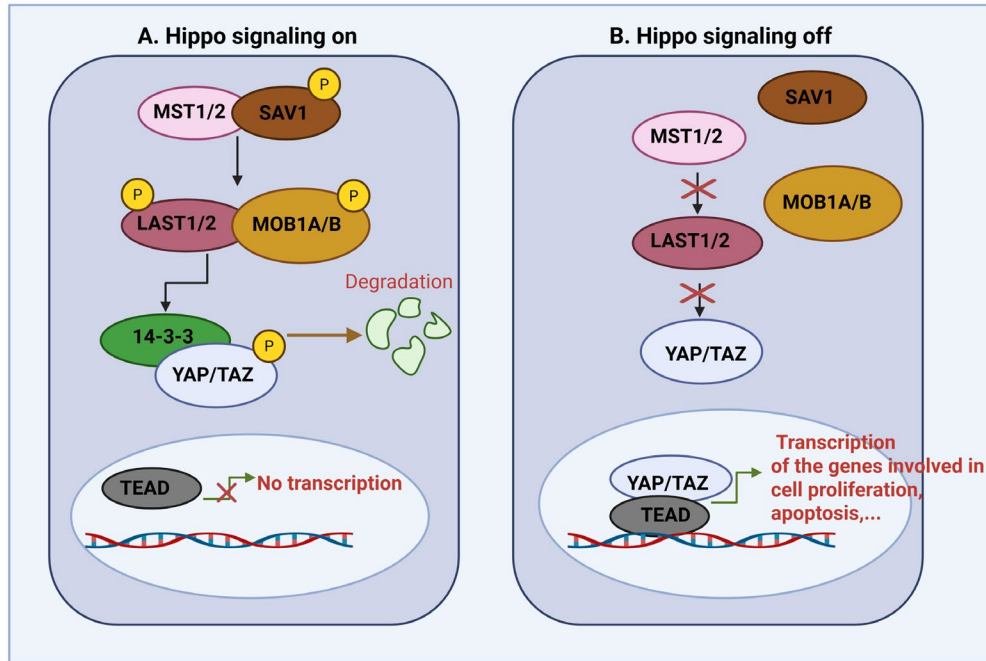 A. Hippo signaling on
P
MST1/2
SAV1
P
P
LAST1/2
MOB1A/B
Degradation
14-3-3
P
YAP/TAZ
TEAD
No transcription
B. Hippo signaling off
SAV1
MST1/2
MOB1A/B
LAST1/2
YAP/TAZ
Transcription
of the genes involved in
cell proliferation,
apoptosis,...
YAP/TAZ
TEAD